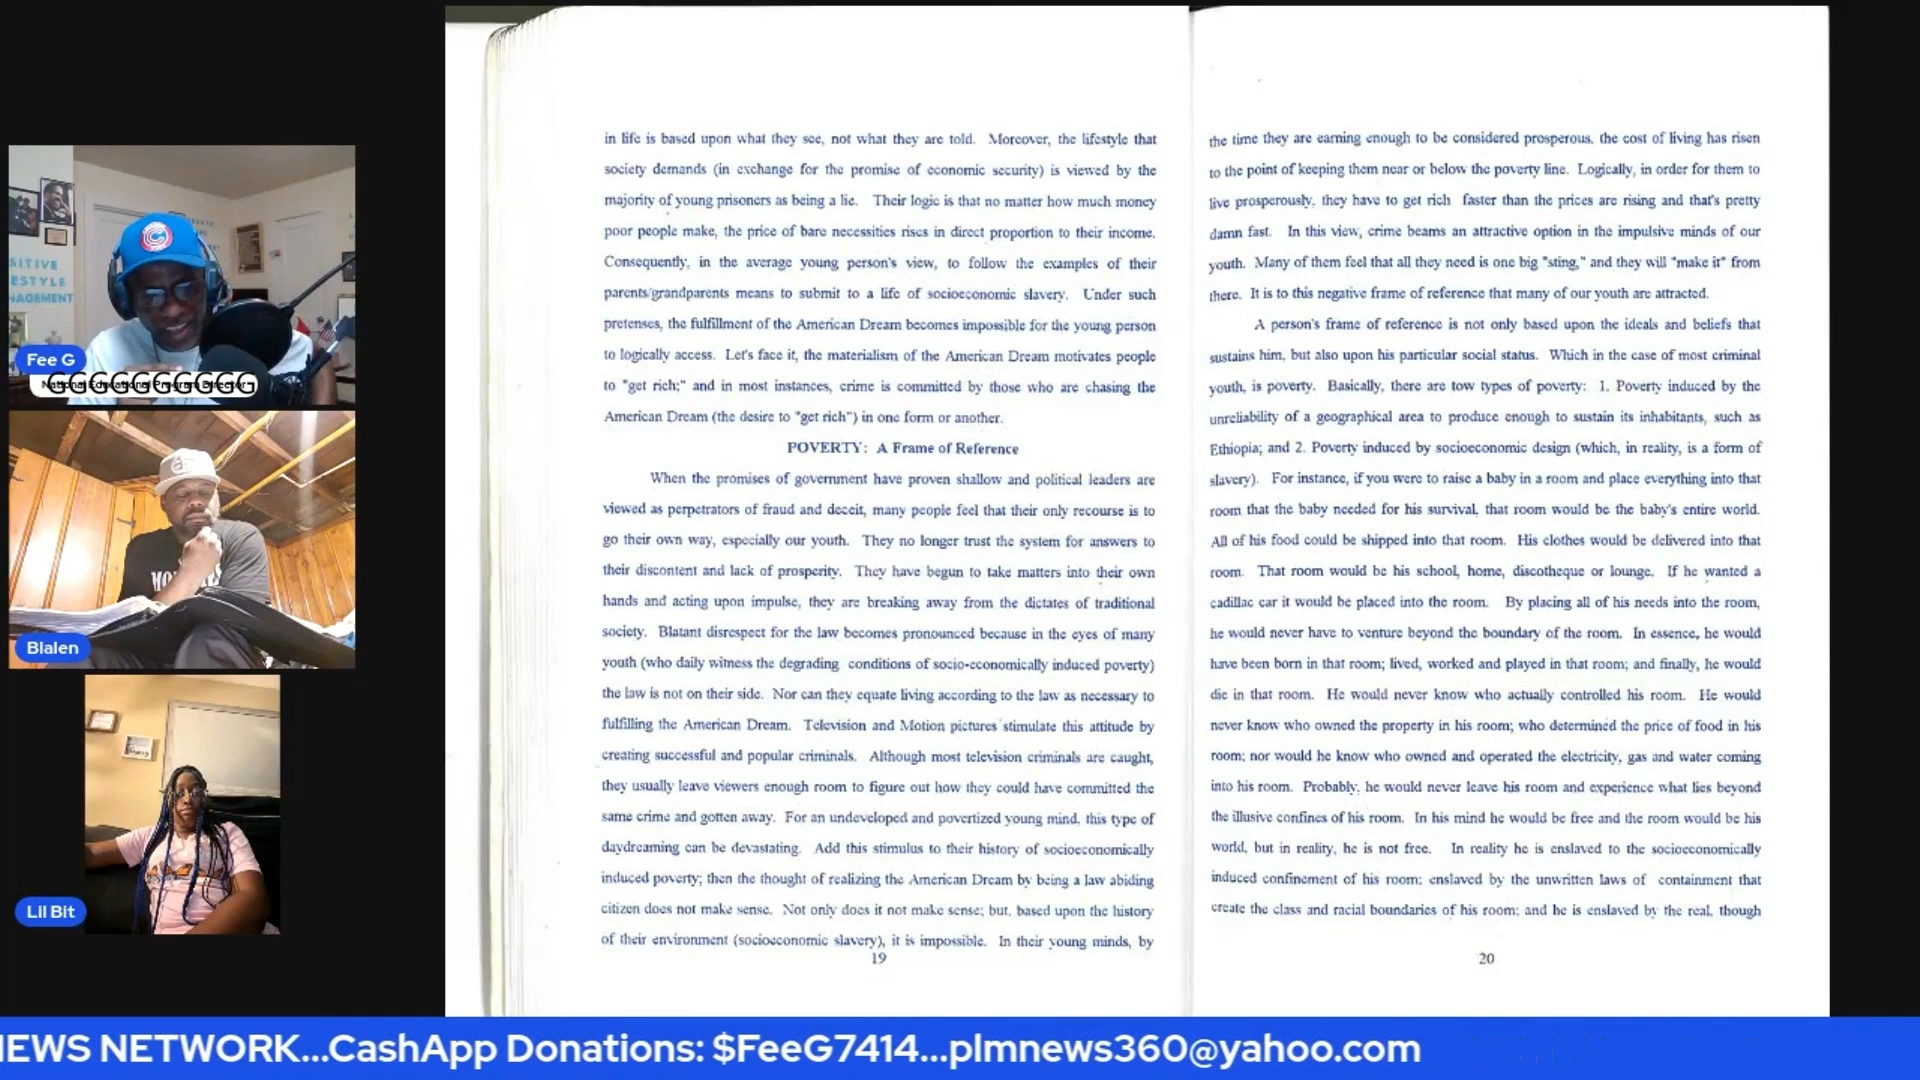 SITIVE
ESTYLE
NAGEMENT
Fee G
National Educational Program Director
GGGGGGGGGG
Blalen
Lil Bit
in life is based upon what they see, not what they are told. Moreover, the lifestyle that
society demands (in exchange for the promise of economic security) is viewed by the
majority of young prisoners as being a lie. Their logic is that no matter how much money
poor people make, the price of bare necessities rises in direct proportion to their income.
Consequently, in the average young person's view, to follow the examples of their
parents/grandparents means to submit to a life of socioeconomic slavery. Under such
pretenses, the fulfillment of the American Dream becomes impossible for the young person
to logically access. Let's face it, the materialism of the American Dream motivates people
to "get rich;" and in most instances, crime is committed by those who are chasing the
American Dream (the desire to "get rich") in one form or another.
POVERTY: A Frame of Reference
When the promises of government have proven shallow and political leaders are
viewed as perpetrators of fraud and deceit, many people feel that their only recourse is to
go their own way, especially our youth. They no longer trust the system for answers to
their discontent and lack of prosperity. They have begun to take matters into their own
hands and acting upon impulse, they are breaking away from the dictates of traditional
society. Blatant disrespect for the law becomes pronounced because in the eyes of many
youth (who daily witness the degrading conditions of socio-economically induced poverty)
the law is not on their side. Nor can they equate living according to the law as necessary to
fulfilling the American Dream. Television and Motion pictures stimulate this attitude by
creating successful and popular criminals. Although most television criminals are caught,
they usually leave viewers enough room to figure out how they could have committed the
same crime and gotten away. For an undeveloped and povertized young mind, this type of
daydreaming can be devastating. Add this stimulus to their history of socioeconomically
induced poverty; then the thought of realizing the American Dream by being a law abiding
citizen does not make sense. Not only does it not make sense; but, based upon the history
of their environment (socioeconomic slavery), it is impossible. In their young minds, by
19
the time they are earning enough to be considered prosperous, the cost of living has risen
to the point of keeping them near or below the poverty line. Logically, in order for them to
live prosperously, they have to get rich faster than the prices are rising and that's pretty
damn fast. In this view, crime beams an attractive option in the impulsive minds of our
youth. Many of them feel that all they need is one big "sting," and they will "make it" from
there. It is to this negative frame of reference that many of our youth are attracted.
A person's frame of reference is not only based upon the ideals and beliefs that
sustains him, but also upon his particular social status. Which in the case of most criminal
youth, is poverty. Basically, there are tow types of poverty: 1. Poverty induced by the
unreliability of a geographical area to produce enough to sustain its inhabitants, such as
Ethiopia; and 2. Poverty induced by socioeconomic design (which, in reality, is a form of
slavery). For instance, if you were to raise a baby in a room and place everything into that
room that the baby needed for his survival, that room would be the baby's entire world.
All of his food could be shipped into that room. His clothes would be delivered into that
room. That room would be his school, home, discotheque or lounge. If he wanted a
cadillac car it would be placed into the room. By placing all of his needs into the room,
he would never have to venture beyond the boundary of the room. In essence, he would
have been born in that room; lived, worked and played in that room; and finally, he would
die in that room. He would never know who actually controlled his room. He would
never know who owned the property in his room; who determined the price of food in his
room; nor would he know who owned and operated the electricity, gas and water coming
into his room. Probably, he would never leave his room and experience what lies beyond
the illusive confines of his room. In his mind he would be free and the room would be his
world, but in reality, he is not free. In reality he is enslaved to the socioeconomically
induced confinement of his room; enslaved by the unwritten laws of containment that
create the class and racial boundaries of his room; and he is enslaved by the real, though
20
IEWS NETWORK...CashApp Donations: $FeeG7414...plmnews360@yahoo.com